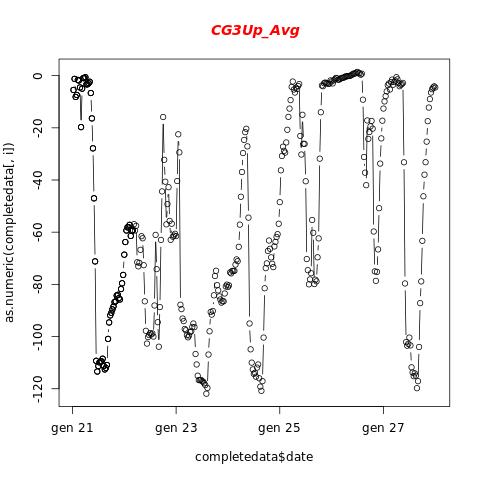 CG3Up_Avg
as.numeric(completedata[, i])
0
-20
-40
-60
-80
-100
-120
gen 21
gen 23
gen 25
gen 27
completedata$date